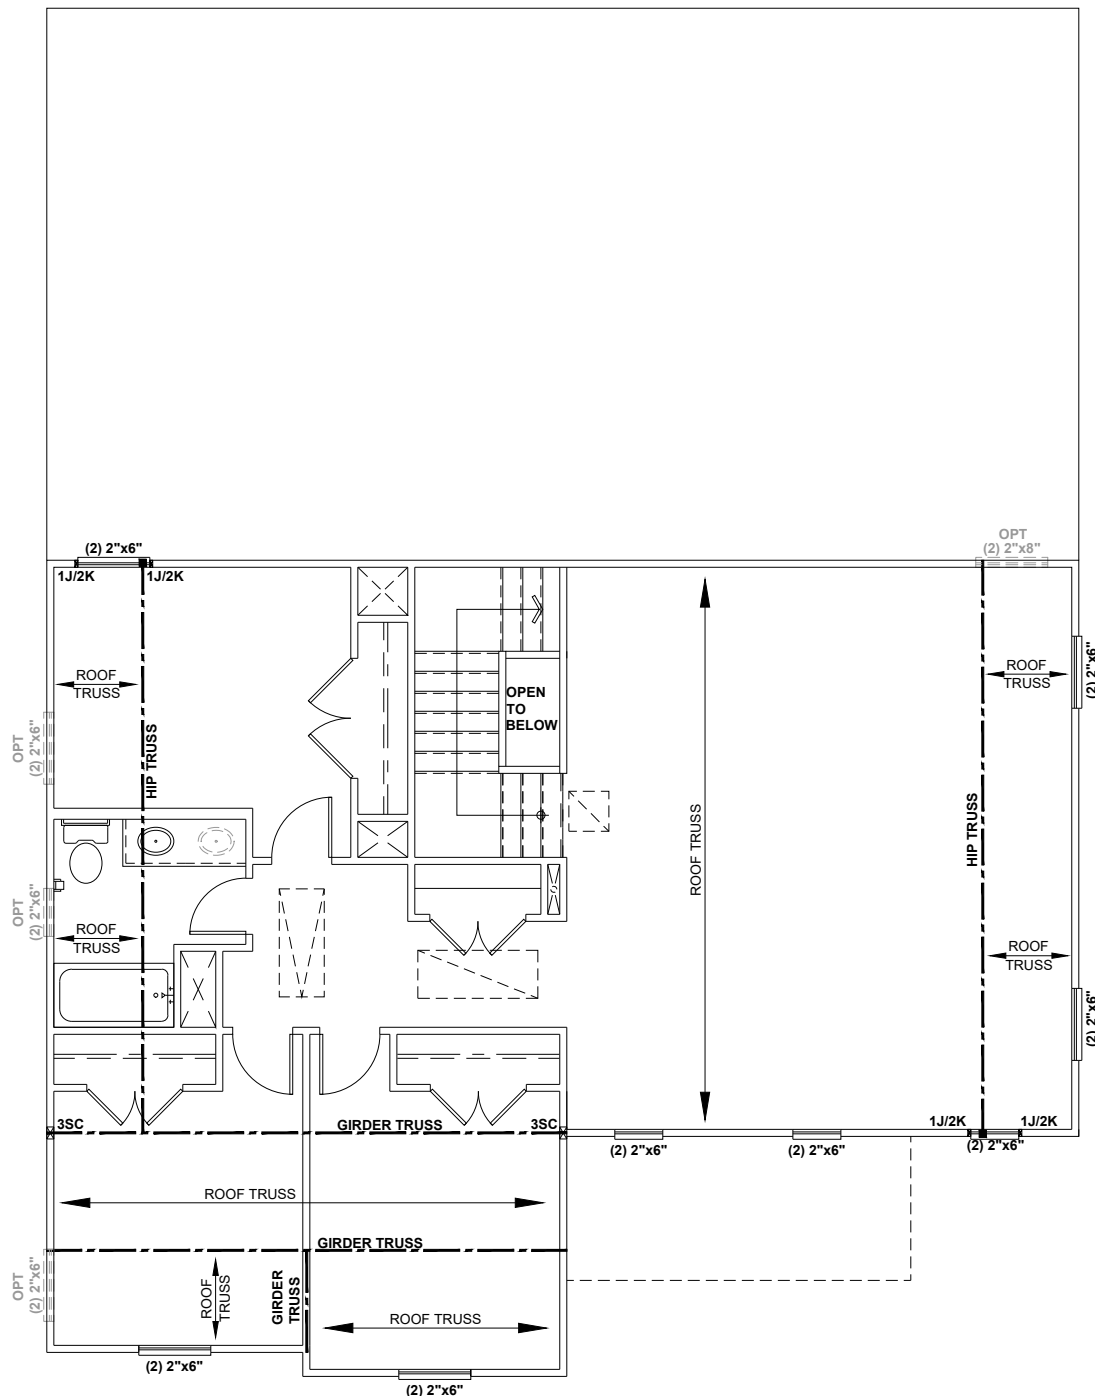 (2) 2"x6"
OPT
(2) 2"x8"
1J/2K
1J/2K
ROOF
TRUSS
OPT
(2) 2"x6"
HIP TRUSS
OPEN
TO
BELOW
ROOF
TRUSS
(2) 2"x6"
ROOF TRUSS
HIP TRUSS
OPT
(2) 2"x6"
ROOF
TRUSS
ROOF
TRUSS
(2) 2"x6"
3SC
GIRDER TRUSS
3SC
1J/2K
1J/2K
(2) 2"x6"
(2) 2"x6"
(2) 2"x6"
ROOF TRUSS
GIRDER TRUSS
OPT
(2) 2"x6"
ROOF
TRUSS
GIRDER
TRUSS
ROOF TRUSS
(2) 2"x6"
(2) 2"x6"